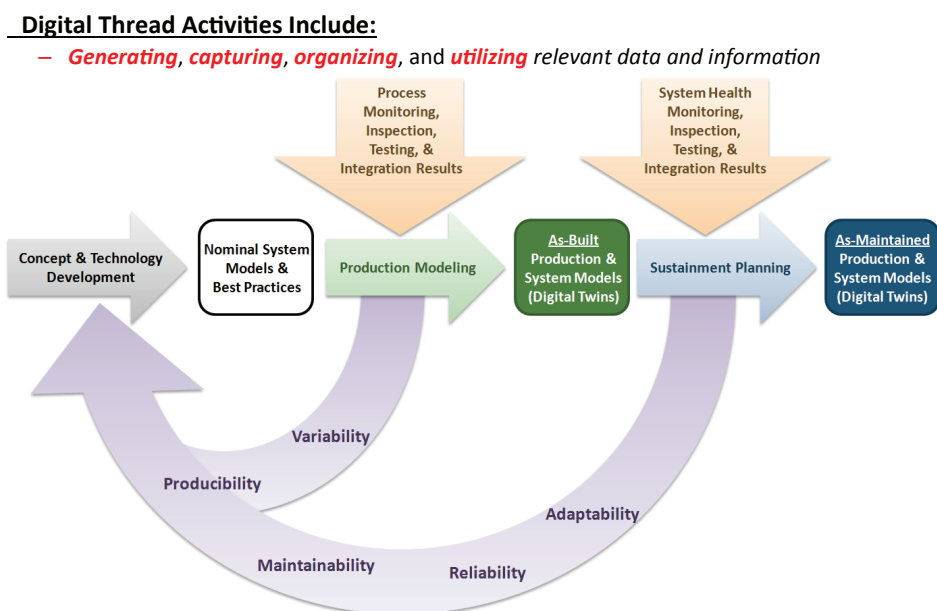 Digital Thread Activities Include:
– Generating, capturing, organizing, and utilizing relevant data and information
Process
Monitoring,
Inspection,
Testing, &
Integration Results
System Health
Monitoring,
Inspection,
Testing, &
Integration Results
Concept & Technology
Development
Nominal System
Models &
Best Practices
Production Modeling
As-Built
Production &
System Models
(Digital Twins)
Sustainment Planning
As-Maintained
Production &
System Models
(Digital Twins)
Variability
Producibility
Adaptability
Maintainability
Reliability